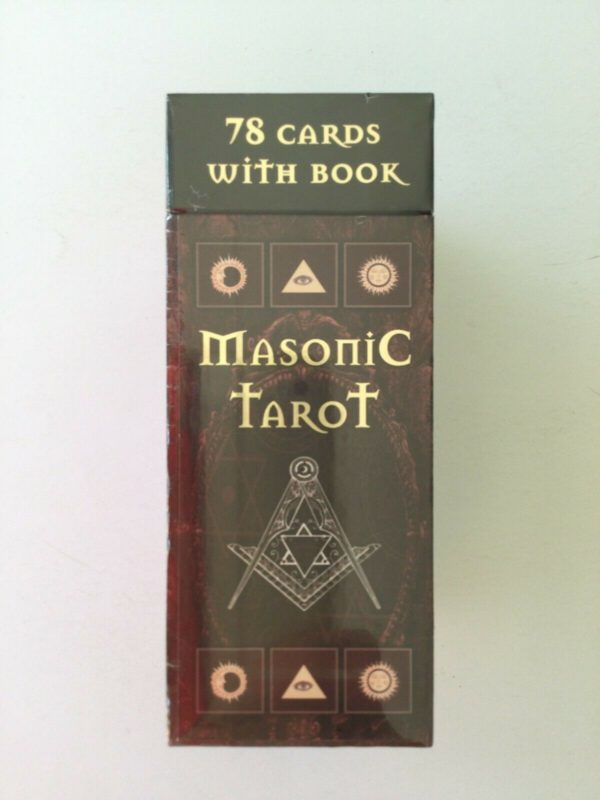 78 CARDS
WITH BOOK
MASONIC
TAROT